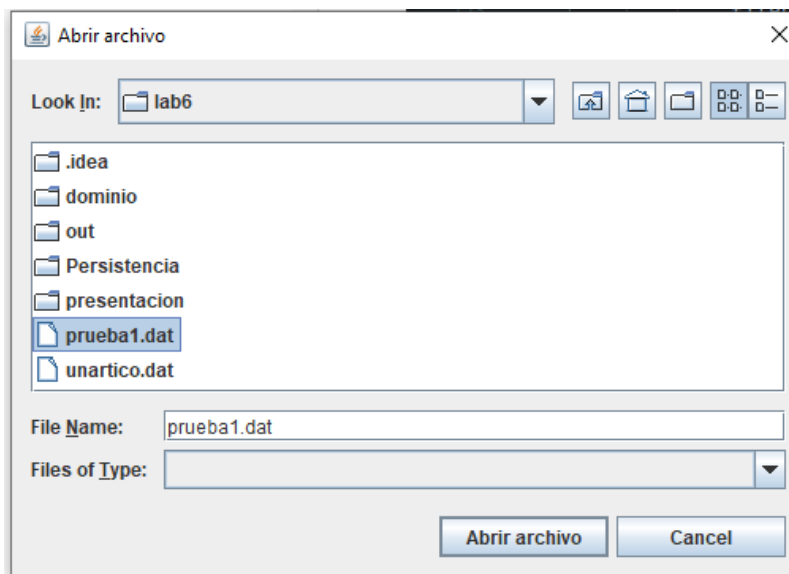 Abrir archivo
Look In: lab6
.idea
dominio
out
Persistencia
presentacion
prueba1.dat
unartico.dat
File Name: prueba1.dat
Files of Type:
Abrir archivo Cancel